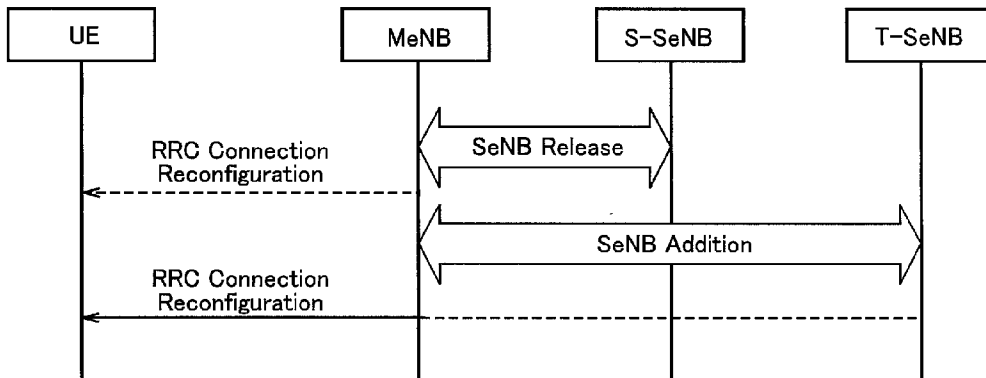 UE
MeNB
S-SeNB
T-SeNB
SeNB Release
RRC Connection
Reconfiguration
SeNB Addition
RRC Connection
Reconfiguration